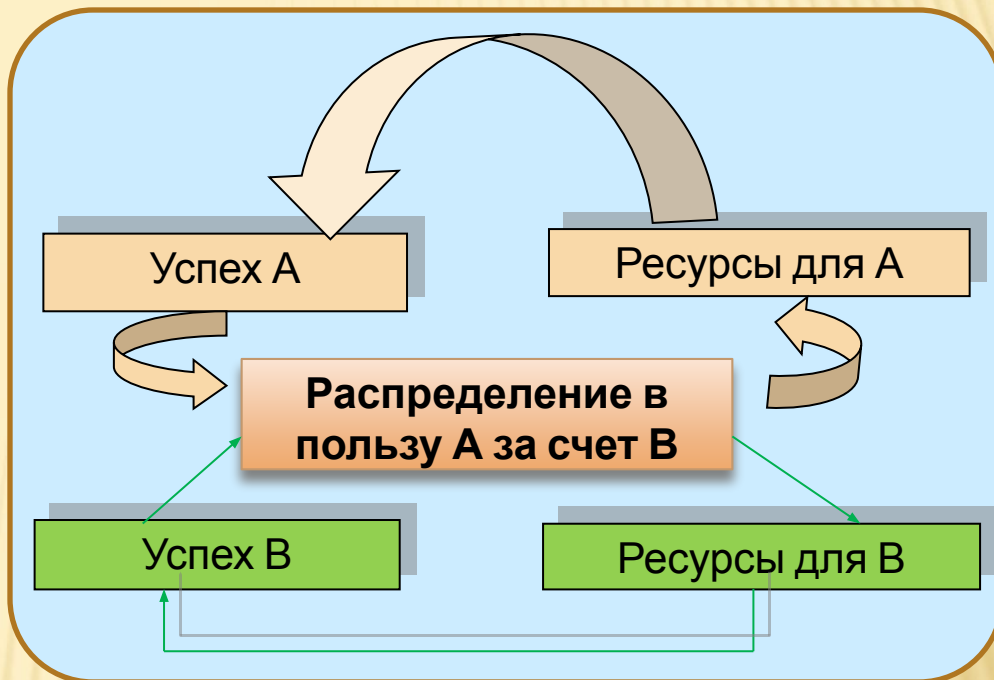 Успех А
Ресурсы для А
Распределение в
пользу А за счет В
Успех В
Ресурсы для В